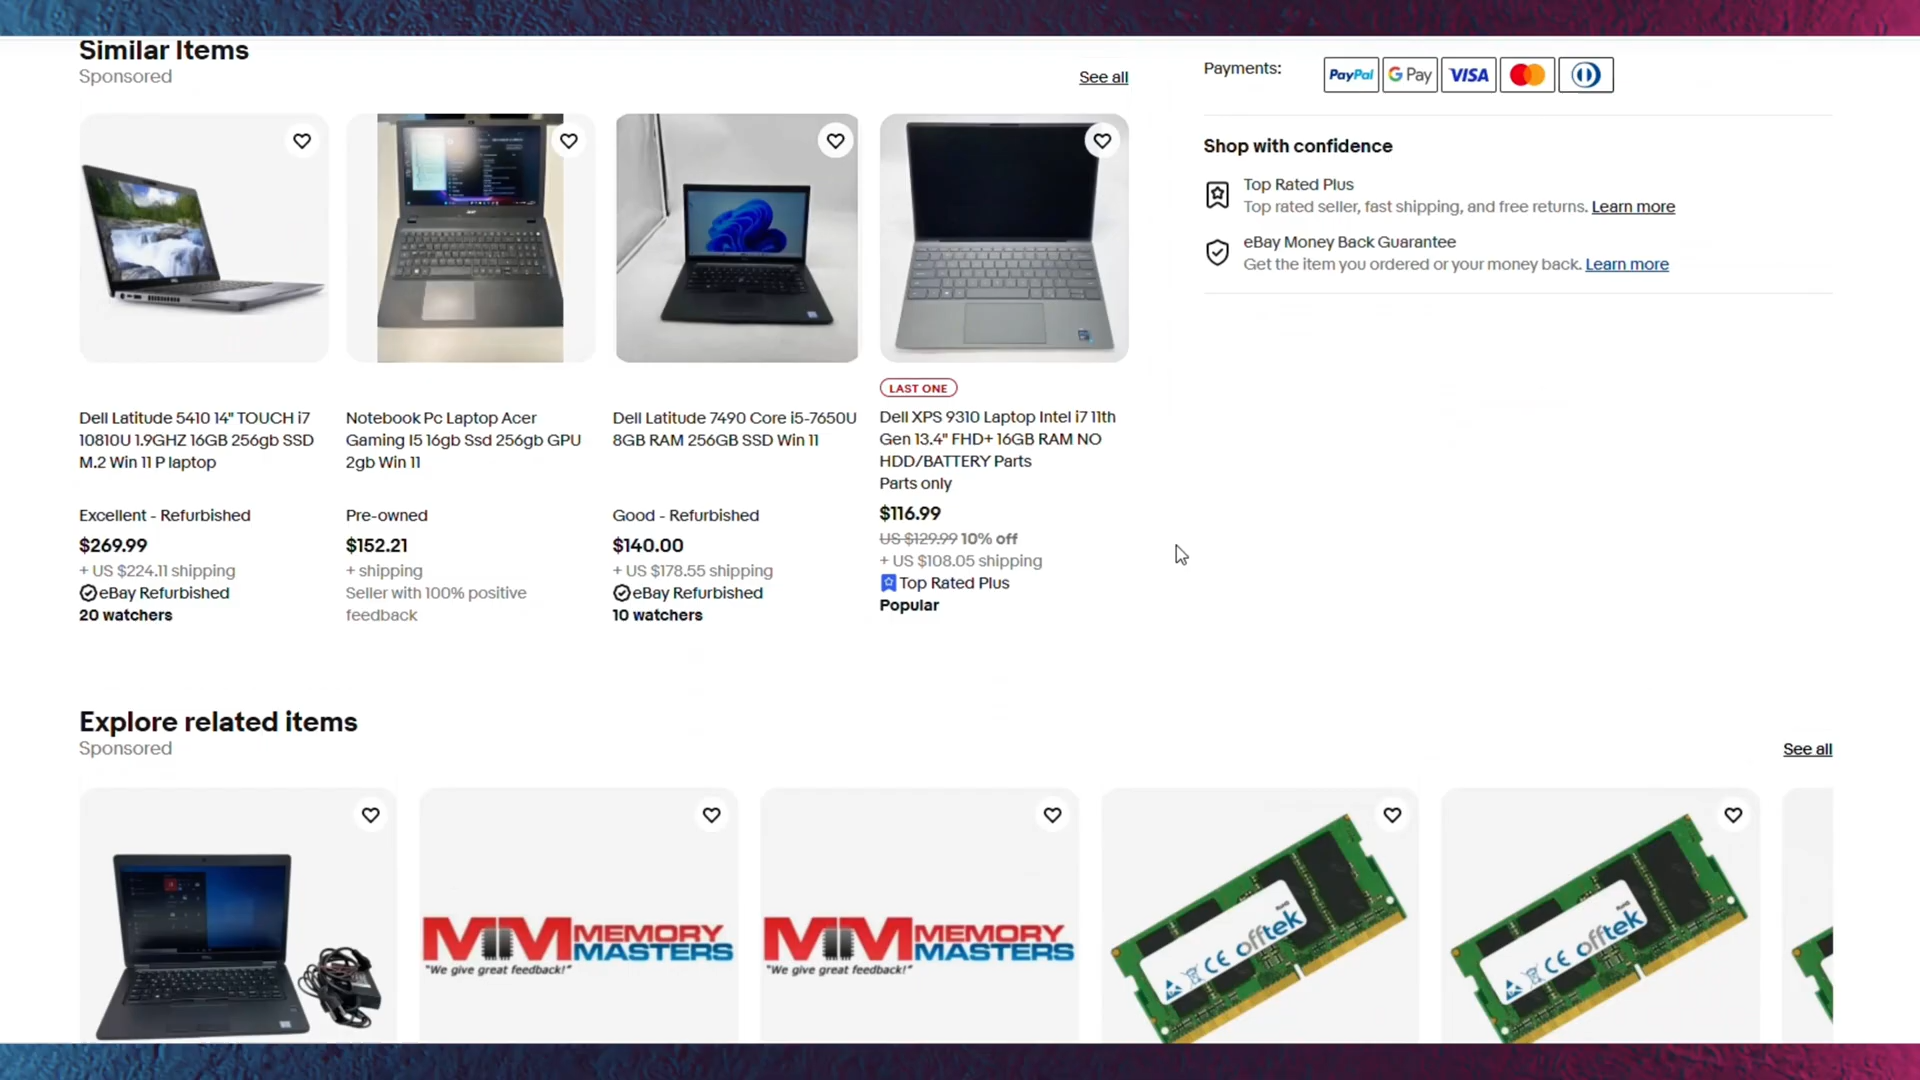 Similar Items
Sponsored
See all
Dell Latitude 5410 14" TOUCH i7
10810U 1.9GHZ 16GB 256gb SSD
M.2 Win 11 P laptop
Excellent - Refurbished
$269.99
+ US $224.11 shipping
eBay Refurbished
20 watchers
Notebook Pc Laptop Acer
Gaming I5 16gb Ssd 256gb GPU
2gb Win 11
Pre-owned
$152.21
+ shipping
Seller with 100% positive
feedback
Dell Latitude 7490 Core i5-7650U
8GB RAM 256GB SSD Win 11
Good - Refurbished
$140.00
+ US $178.55 shipping
eBay Refurbished
10 watchers
LAST ONE
Dell XPS 9310 Laptop Intel i7 11th
Gen 13.4" FHD+ 16GB RAM NO
HDD/BATTERY Parts
Parts only
$116.99
US $129.99 10% off
+ US $108.05 shipping
Top Rated Plus
Popular
Payments:
PayPal G Pay VISA
Shop with confidence
Top Rated Plus
Top rated seller, fast shipping, and free returns. Learn more
eBay Money Back Guarantee
Get the item you ordered or your money back. Learn more
Explore related items
Sponsored
See all
MM MEMORY
MASTERS
"We give great feedback!"
MM MEMORY
MASTERS
"We give great feedback!"
RoHS
CE offtek
RoHS
CE offtek